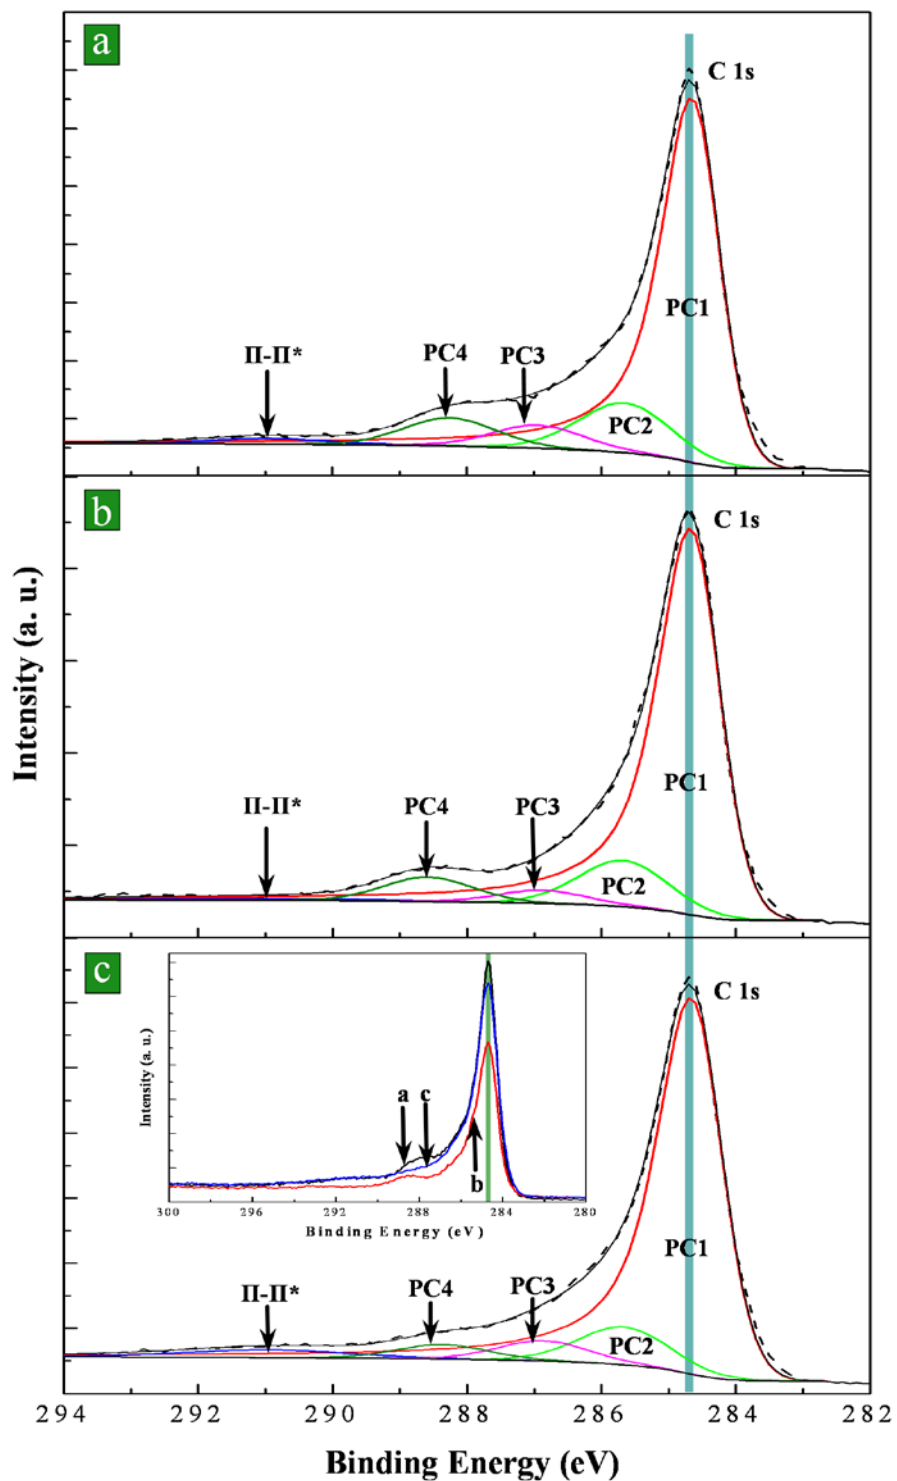 a
C 1s
PC1
Π-Π*
PC4
PC3
PC2
b
C 1s
Intensity (a. u.)
PC1
Π-Π*
PC4
PC3
PC2
c
C 1s
Intensity (a. u.)
a c
b
300 296 292 288 284 280
Binding Energy (eV)
PC1
Π-Π*
PC4
PC3
PC2
294 292 290 288 286 284 282
Binding Energy (eV)